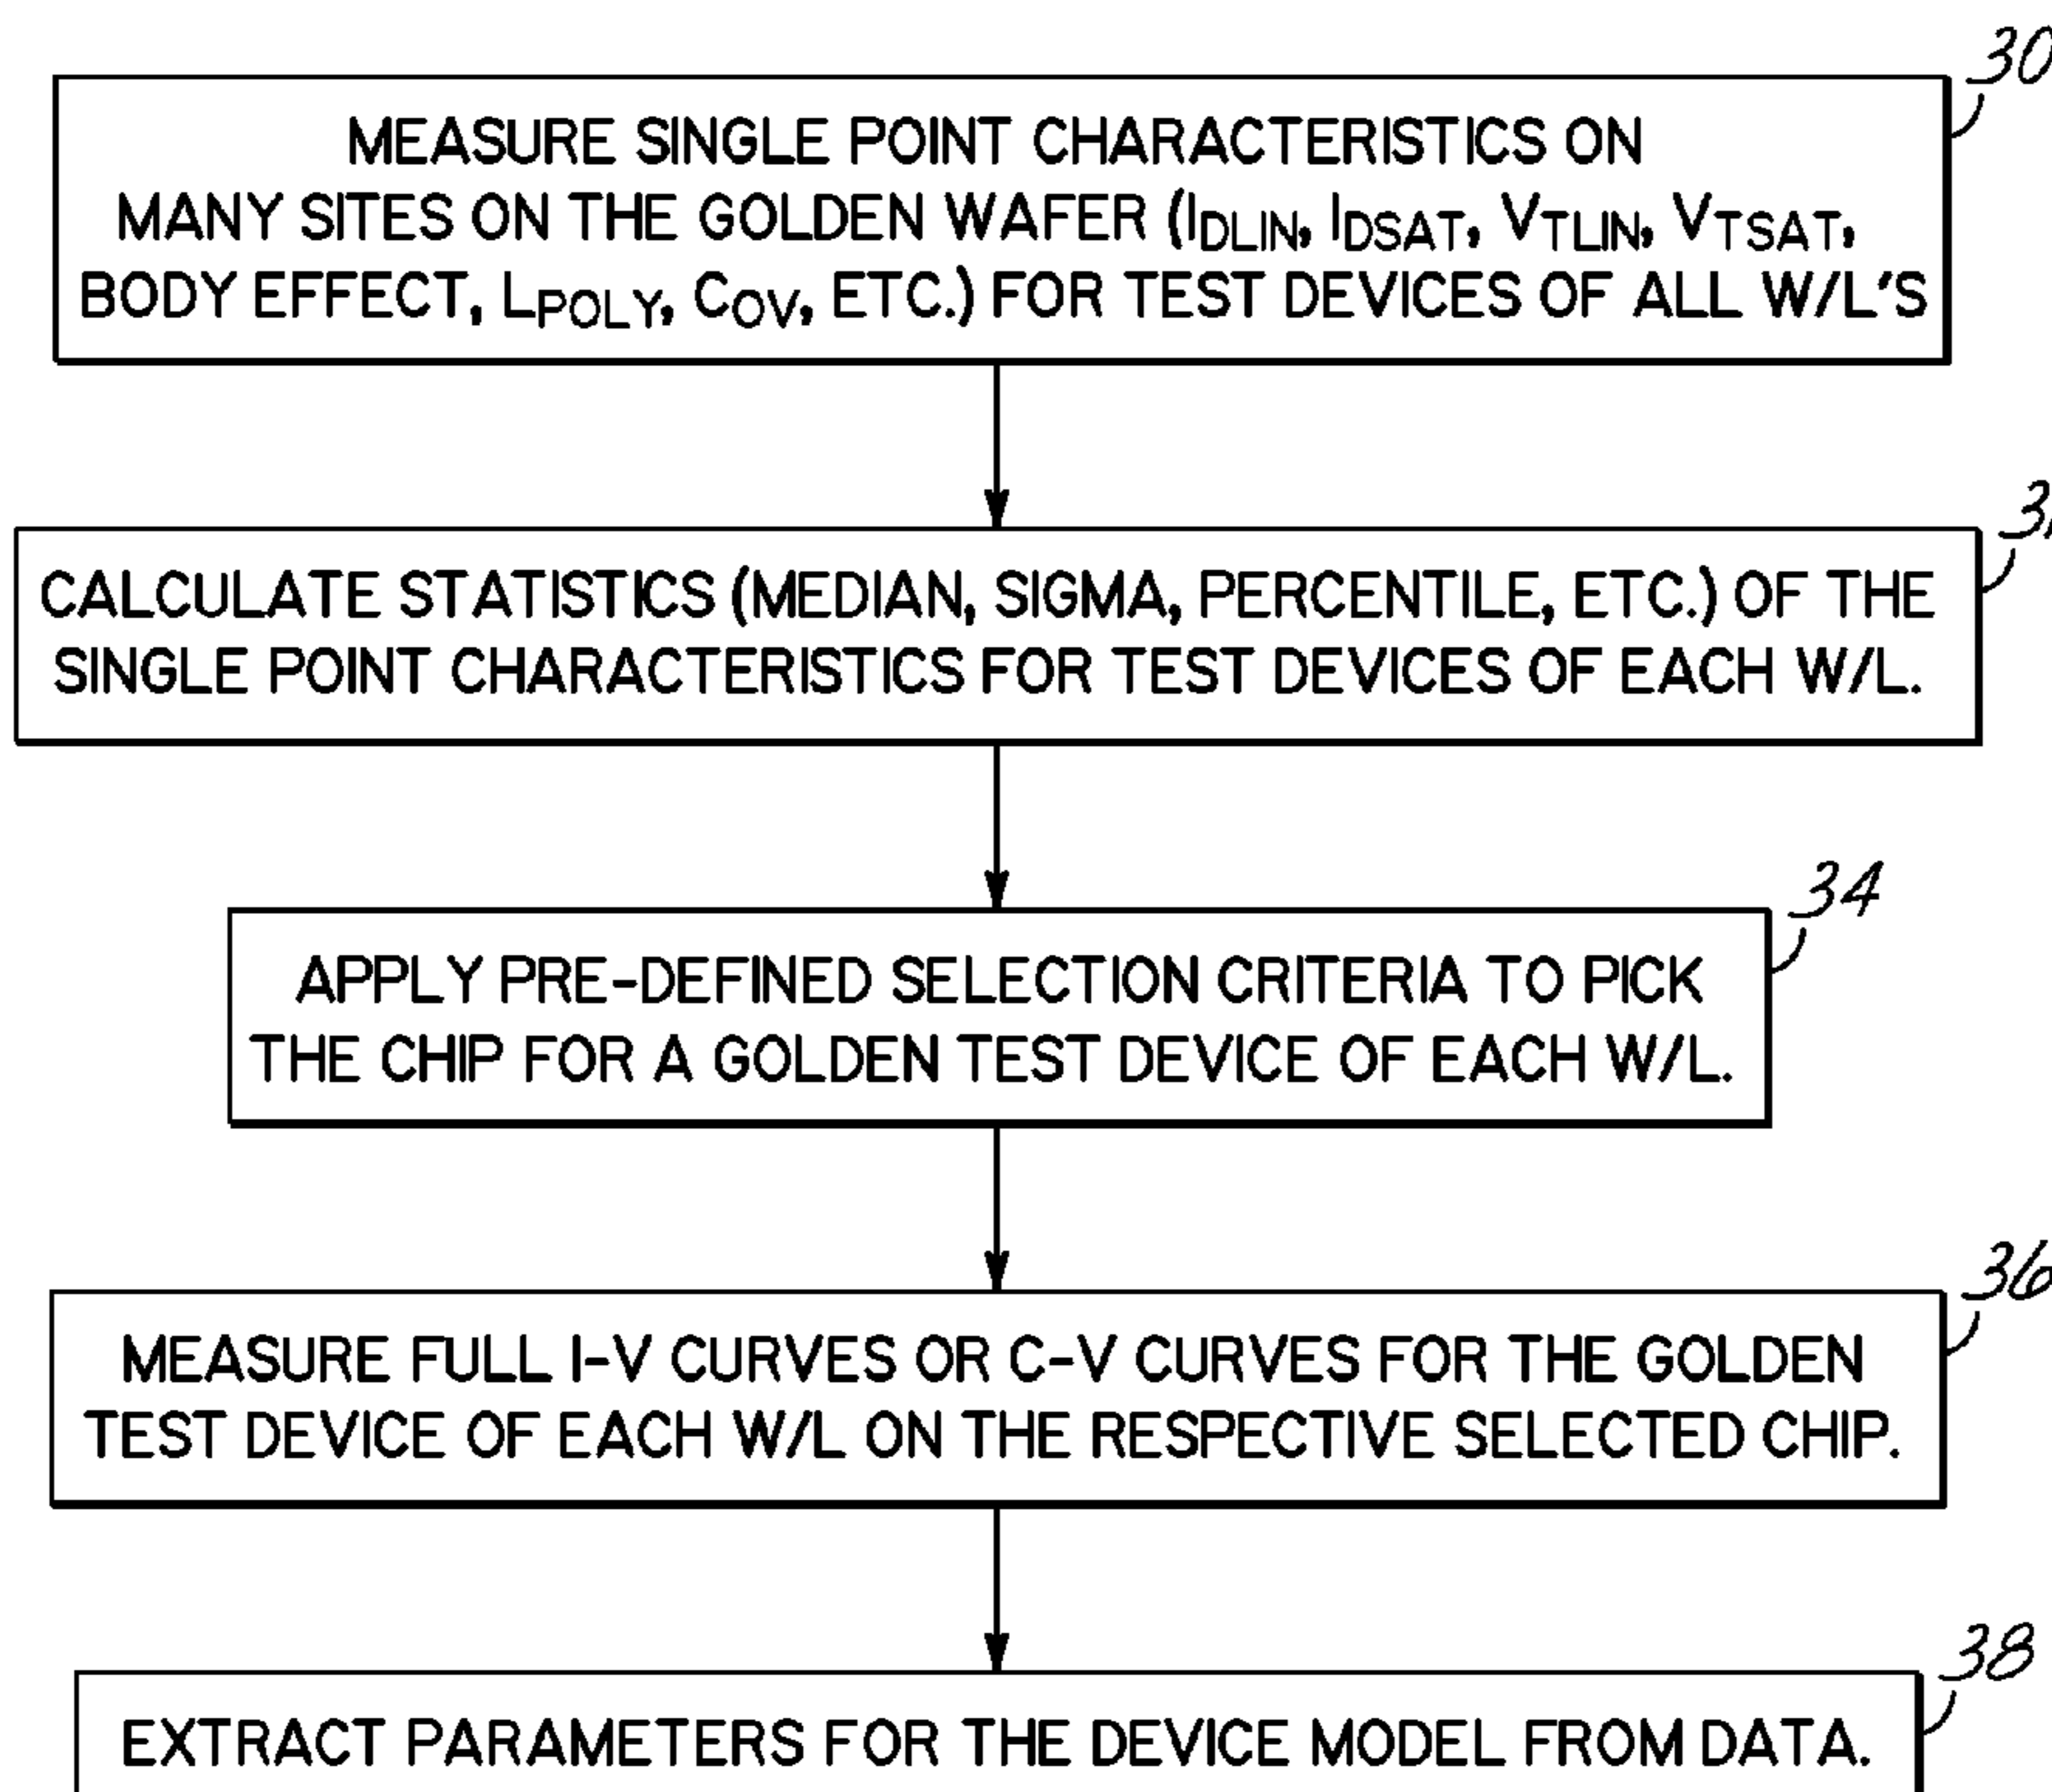 30
MEASURE SINGLE POINT CHARACTERISTICS ON
MANY SITES ON THE GOLDEN WAFER (IDLIN, IDSAT, VTLIN, VTSAT,
BODY EFFECT, LPOLY, COV, ETC.) FOR TEST DEVICES OF ALL W/L'S
CALCULATE STATISTICS (MEDIAN, SIGMA, PERCENTILE, ETC.) OF THE
SINGLE POINT CHARACTERISTICS FOR TEST DEVICES OF EACH W/L.
34
APPLY PRE-DEFINED SELECTION CRITERIA TO PICK
THE CHIP FOR A GOLDEN TEST DEVICE OF EACH W/L.
36
MEASURE FULL I-V CURVES OR C-V CURVES FOR THE GOLDEN
TEST DEVICE OF EACH W/L ON THE RESPECTIVE SELECTED CHIP.
38
EXTRACT PARAMETERS FOR THE DEVICE MODEL FROM DATA.